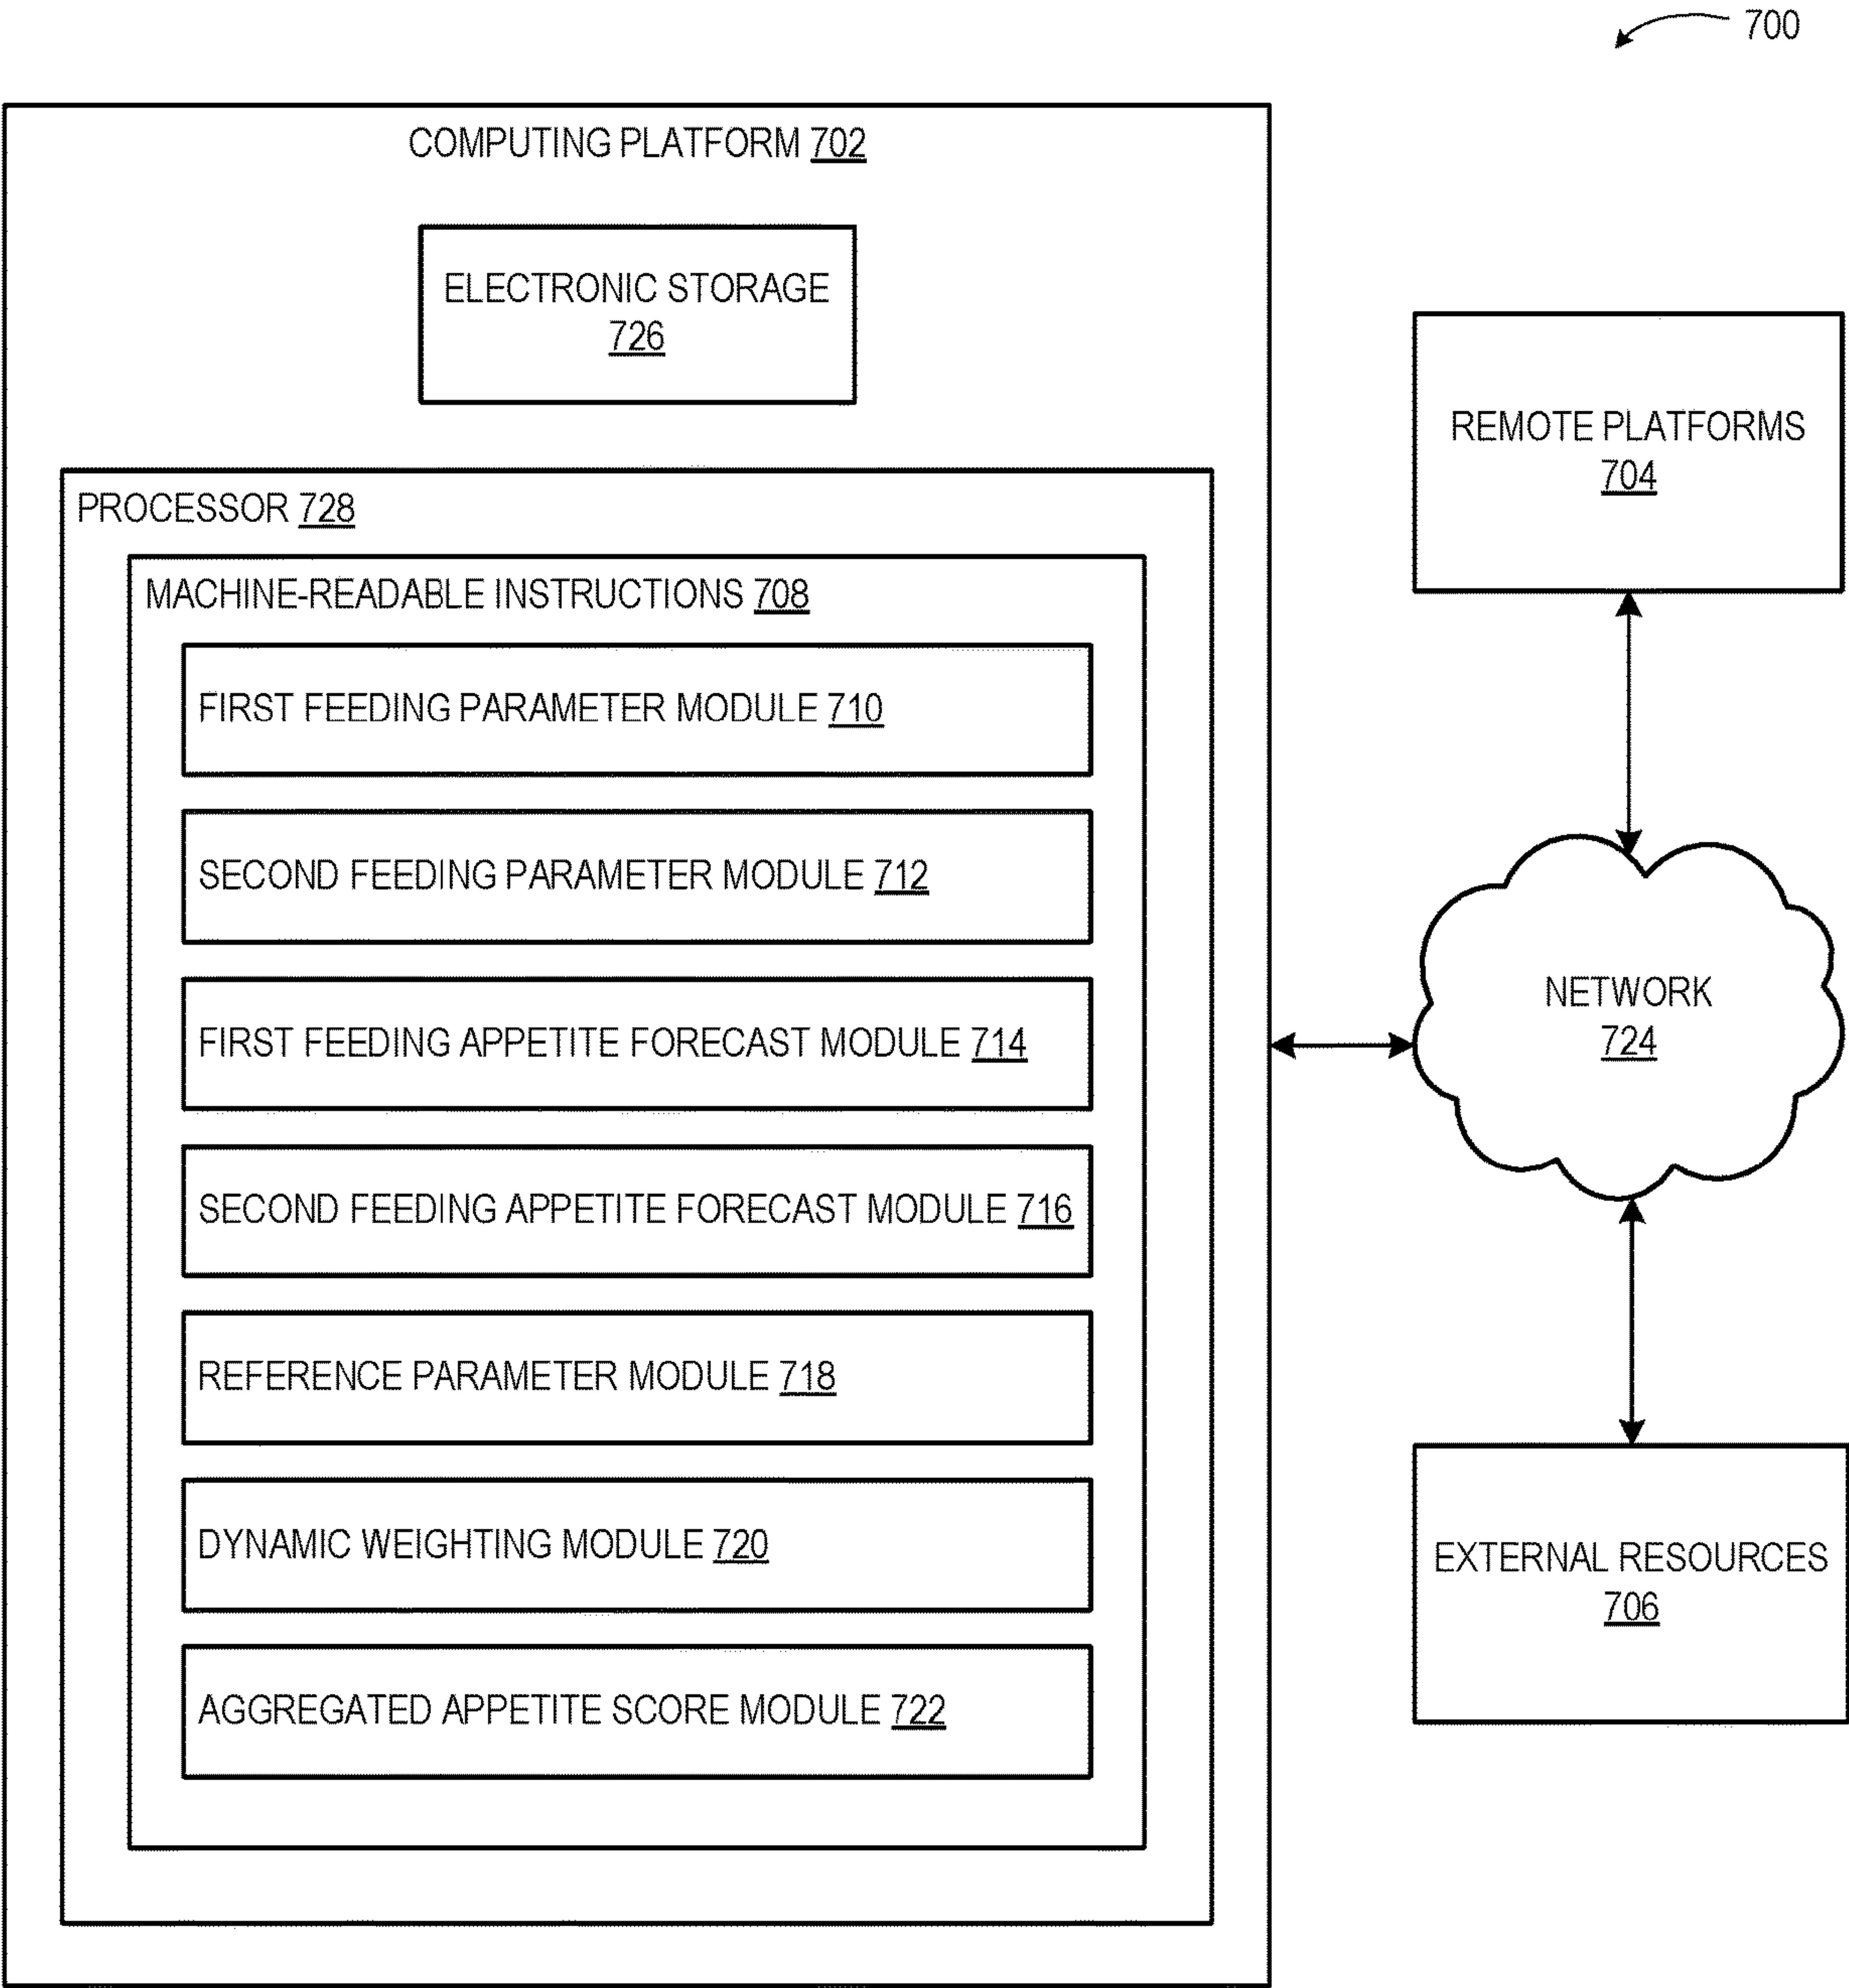 700
COMPUTING PLATFORM 702
ELECTRONIC STORAGE
726
PROCESSOR 728
MACHINE-READABLE INSTRUCTIONS 708
FIRST FEEDING PARAMETER MODULE 710
SECOND FEEDING PARAMETER MODULE 712
FIRST FEEDING APPETITE FORECAST MODULE 714
SECOND FEEDING APPETITE FORECAST MODULE 716
REFERENCE PARAMETER MODULE 718
DYNAMIC WEIGHTING MODULE 720
AGGREGATED APPETITE SCORE MODULE 722
REMOTE PLATFORMS
704
NETWORK
724
EXTERNAL RESOURCES
706